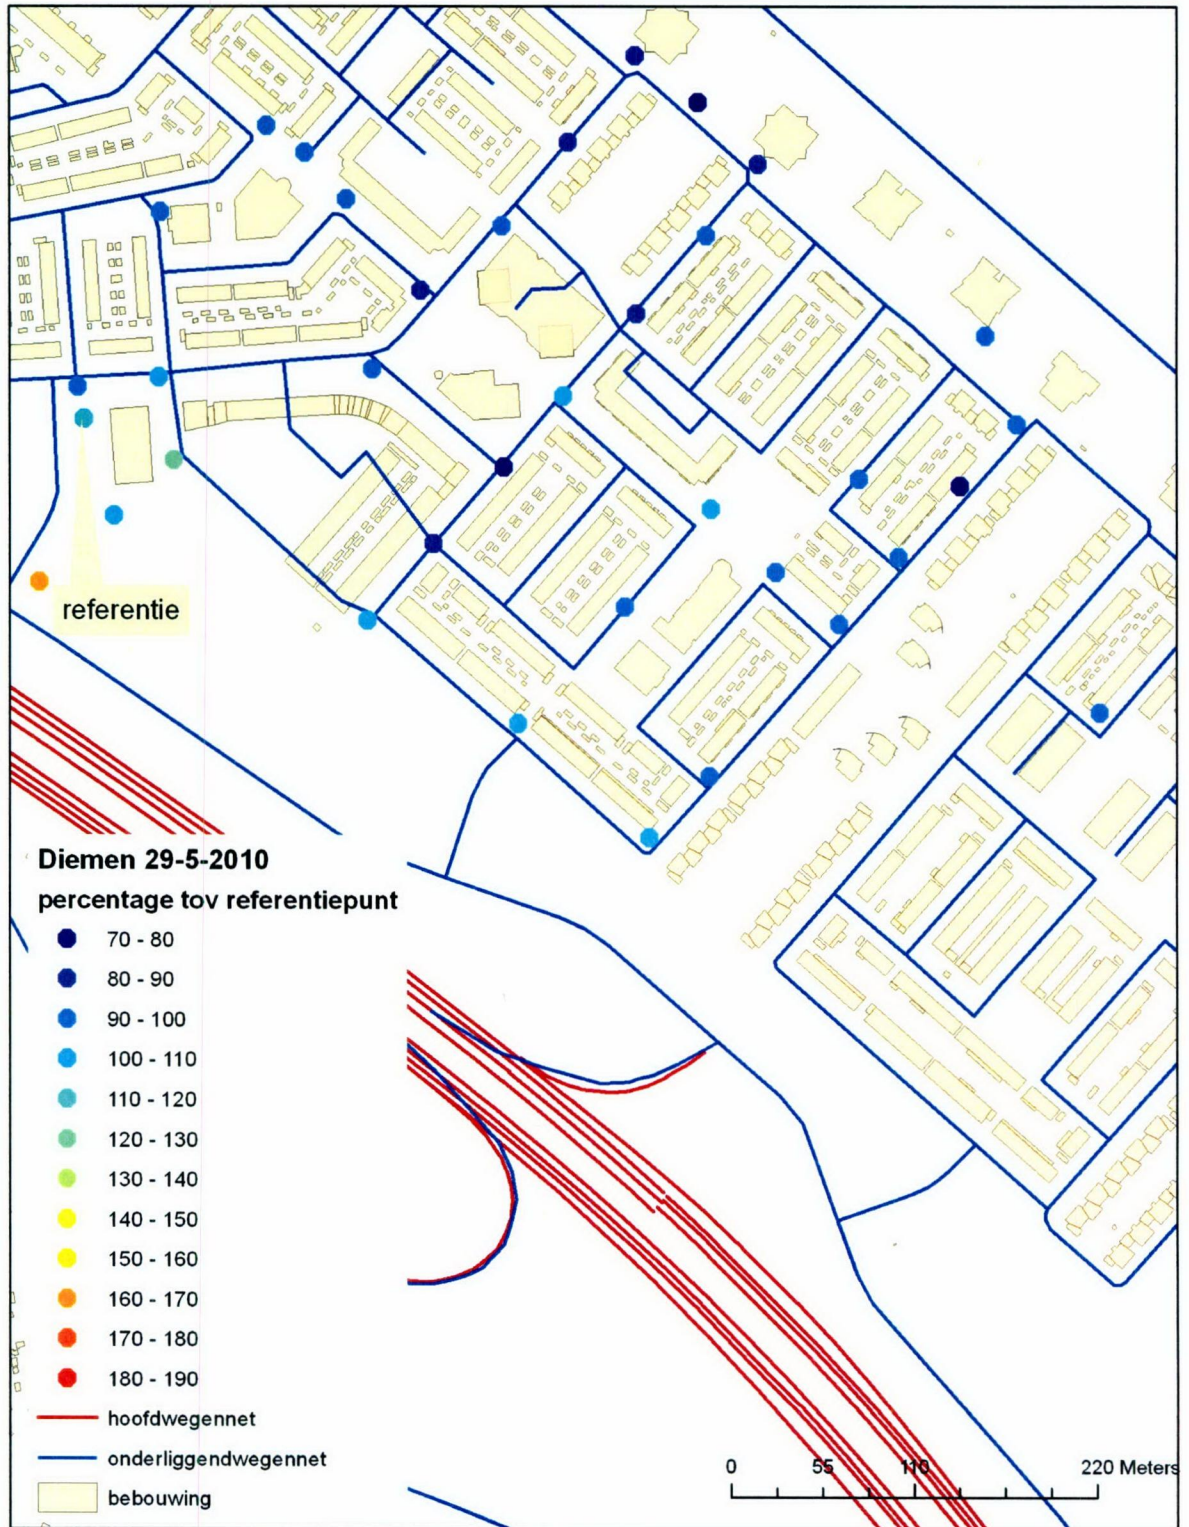 referentie
Diemen 29-5-2010
percentage tov referentiepunt
70 - 80
80 - 90
90 - 100
100 - 110
110 - 120
120 - 130
130 - 140
140 - 150
150 - 160
160 - 170
170 - 180
180 - 190
hoofdwegennet
onderliggendwegennet
bebouwing
0 55 110 220 Meters